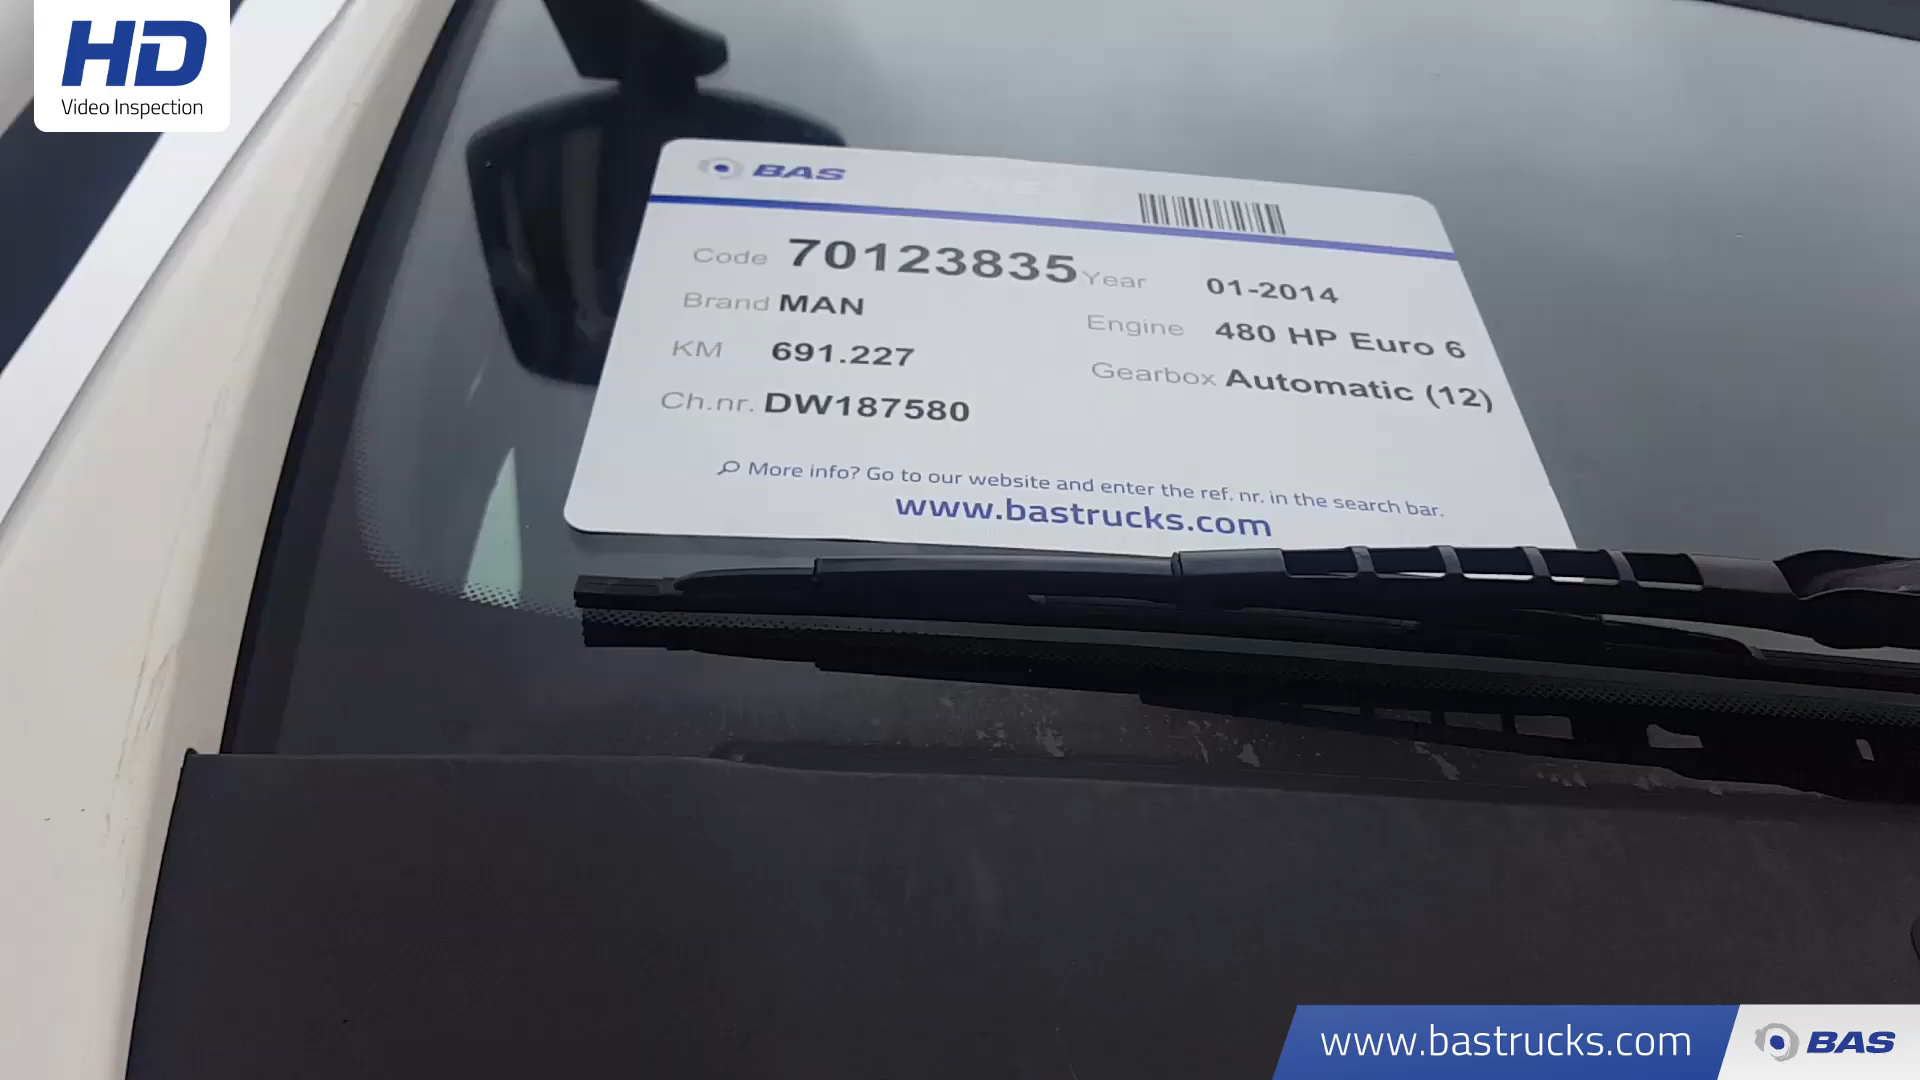 HD
Video Inspection
BAS
Code 70123835 Year 01-2014
Brand MAN Engine 480 HP Euro 6
KM 691.227 Gearbox Automatic (12)
Ch.nr. DW187580
More info? Go to our website and enter the ref. nr. in the search bar.
www.bastrucks.com
www.bastrucks.com BAS